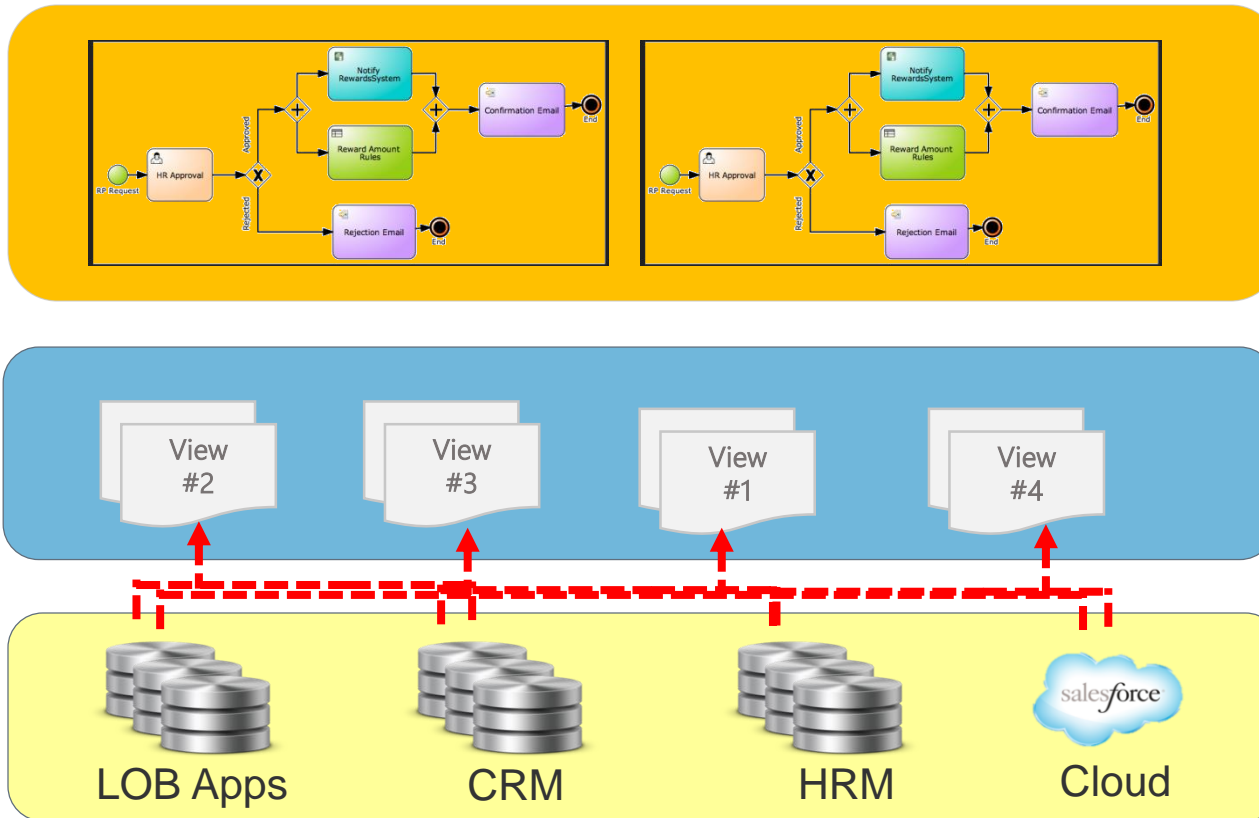 Notify
RewardsSystem
Approved
Confirmation Email
End
Reward Amount
Rules
HR Approval
RP Request
Rejected
Rejection Email
End
Notify
RewardsSystem
Approved
Confirmation Email
End
Reward Amount
Rules
HR Approval
RP Request
Rejected
Rejection Email
End
View
#2
View
#3
View
#1
View
#4
salesforce
LOB Apps
CRM
HRM
Cloud